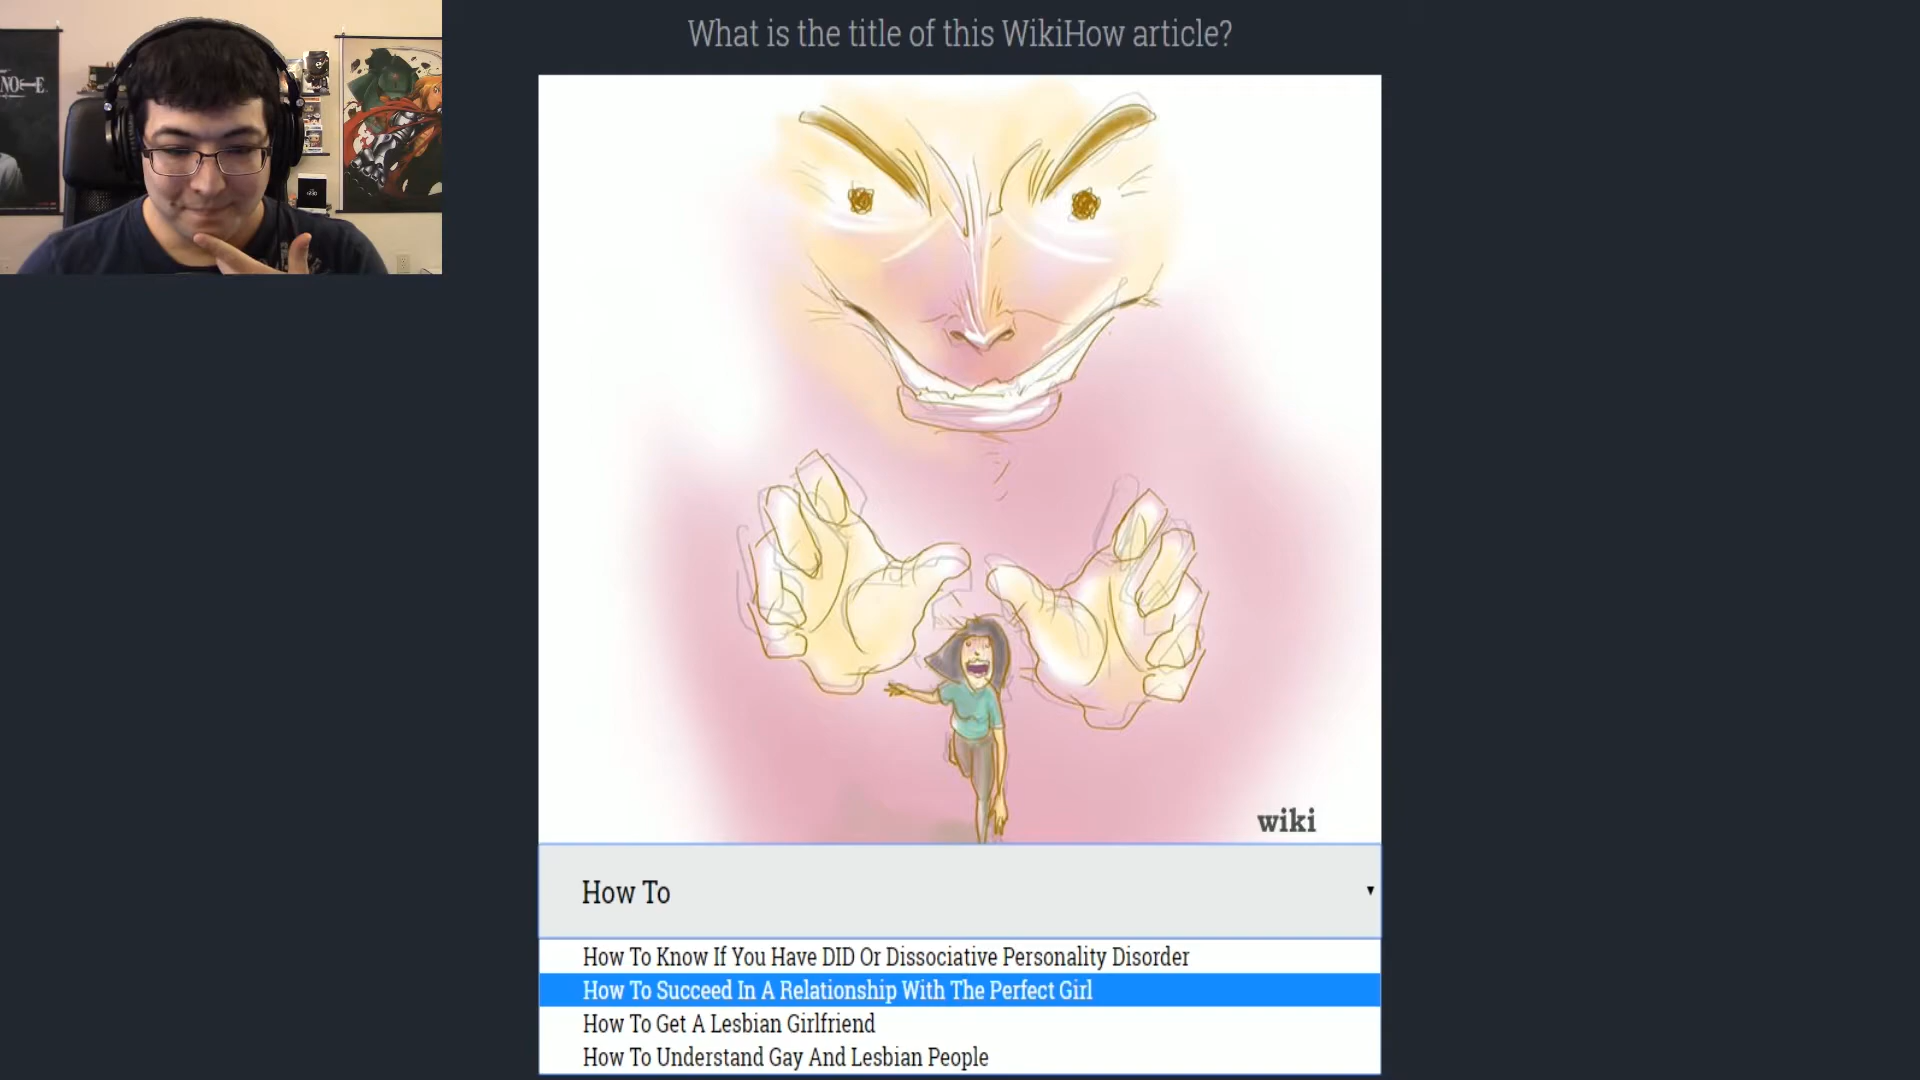 What is the title of this WikiHow article?
wiki
How To
How To Know If You Have DID Or Dissociative Personality Disorder
How To Succeed In A Relationship With The Perfect Girl
How To Get A Lesbian Girlfriend
How To Understand Gay And Lesbian People